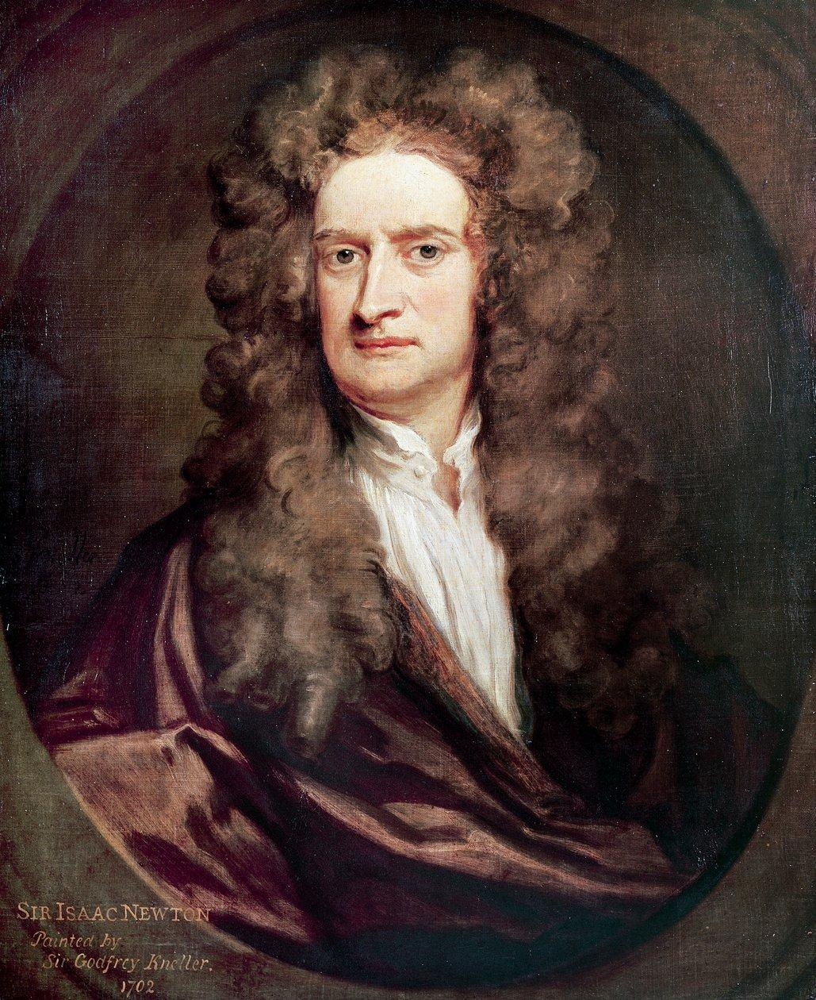 SIR ISAAC NEWTON
Painted by
Sir Godfrey Kneller.
1702